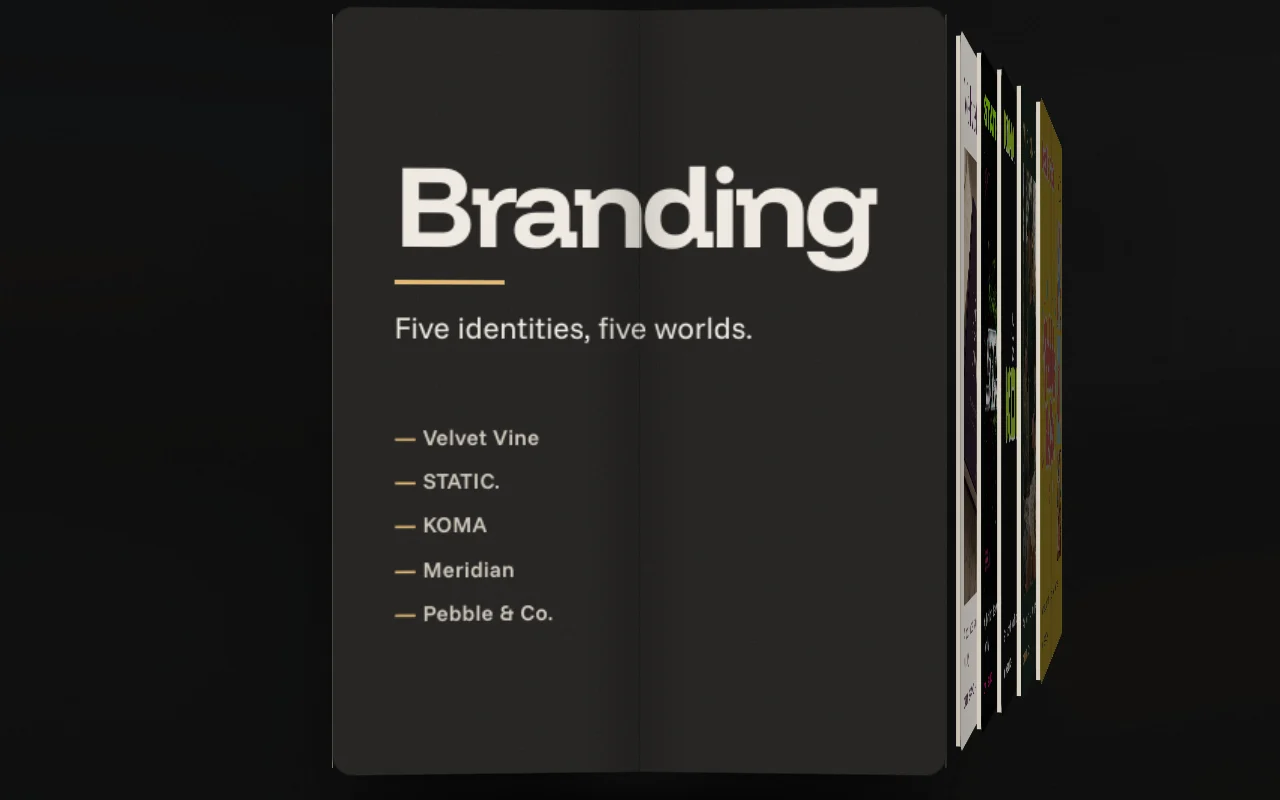 Branding
Five identities, five worlds.
— Velvet Vine
— STATIC.
— KOMA
— Meridian
— Pebble & Co.